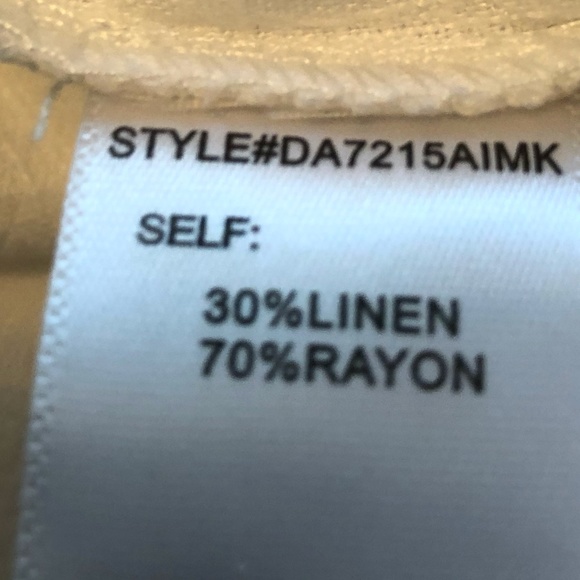 STYLE#DA7215AIMK
SELF:
30%LINEN
70%RAYON